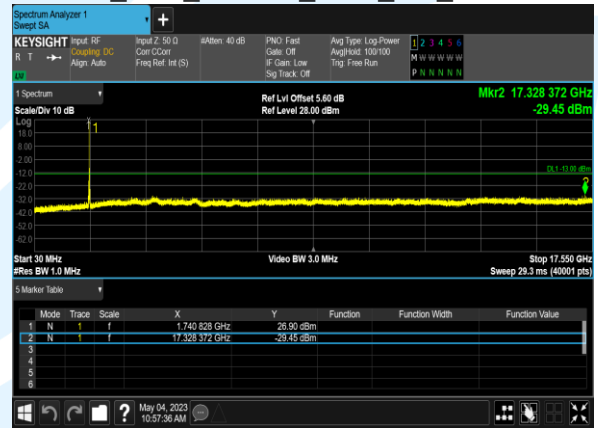 Spectrum Analyzer 1
Swept SA
+
KEYSIGHT Input: RF Input Z: 50 Ω #Atten: 40 dB PNO: Fast Avg Type: Log-Power 1 2 3 4 5 6
R T Coupling: DC Corr CCorr Gate: Off Avg|Hold: 100/100 M W W W W W
Align: Auto Freq Ref: Int (S) IF Gain: Low Trig: Free Run
Sig Track: Off P N N N N N
1 Spectrum Ref Lvl Offset 5.60 dB Mkr2 17.328 372 GHz
Scale/Div 10 dB Ref Level 28.00 dBm -29.45 dBm
Log
18.0
8.00
-2.00
-12.0
-22.0
-32.0
-42.0
-52.0
-62.0
1
DL1 -13.00 dBm
2
Start 30 MHz Video BW 3.0 MHz Stop 17.550 GHz
#Res BW 1.0 MHz Sweep 29.3 ms (40001 pts)
5 Marker Table
Mode Trace Scale X Y Function Function Width Function Value
1 N 1 f 1.740 828 GHz 26.90 dBm
2 N 1 f 17.328 372 GHz -29.45 dBm
3
4
5
6
? May 04, 2023
10:57:36 AM